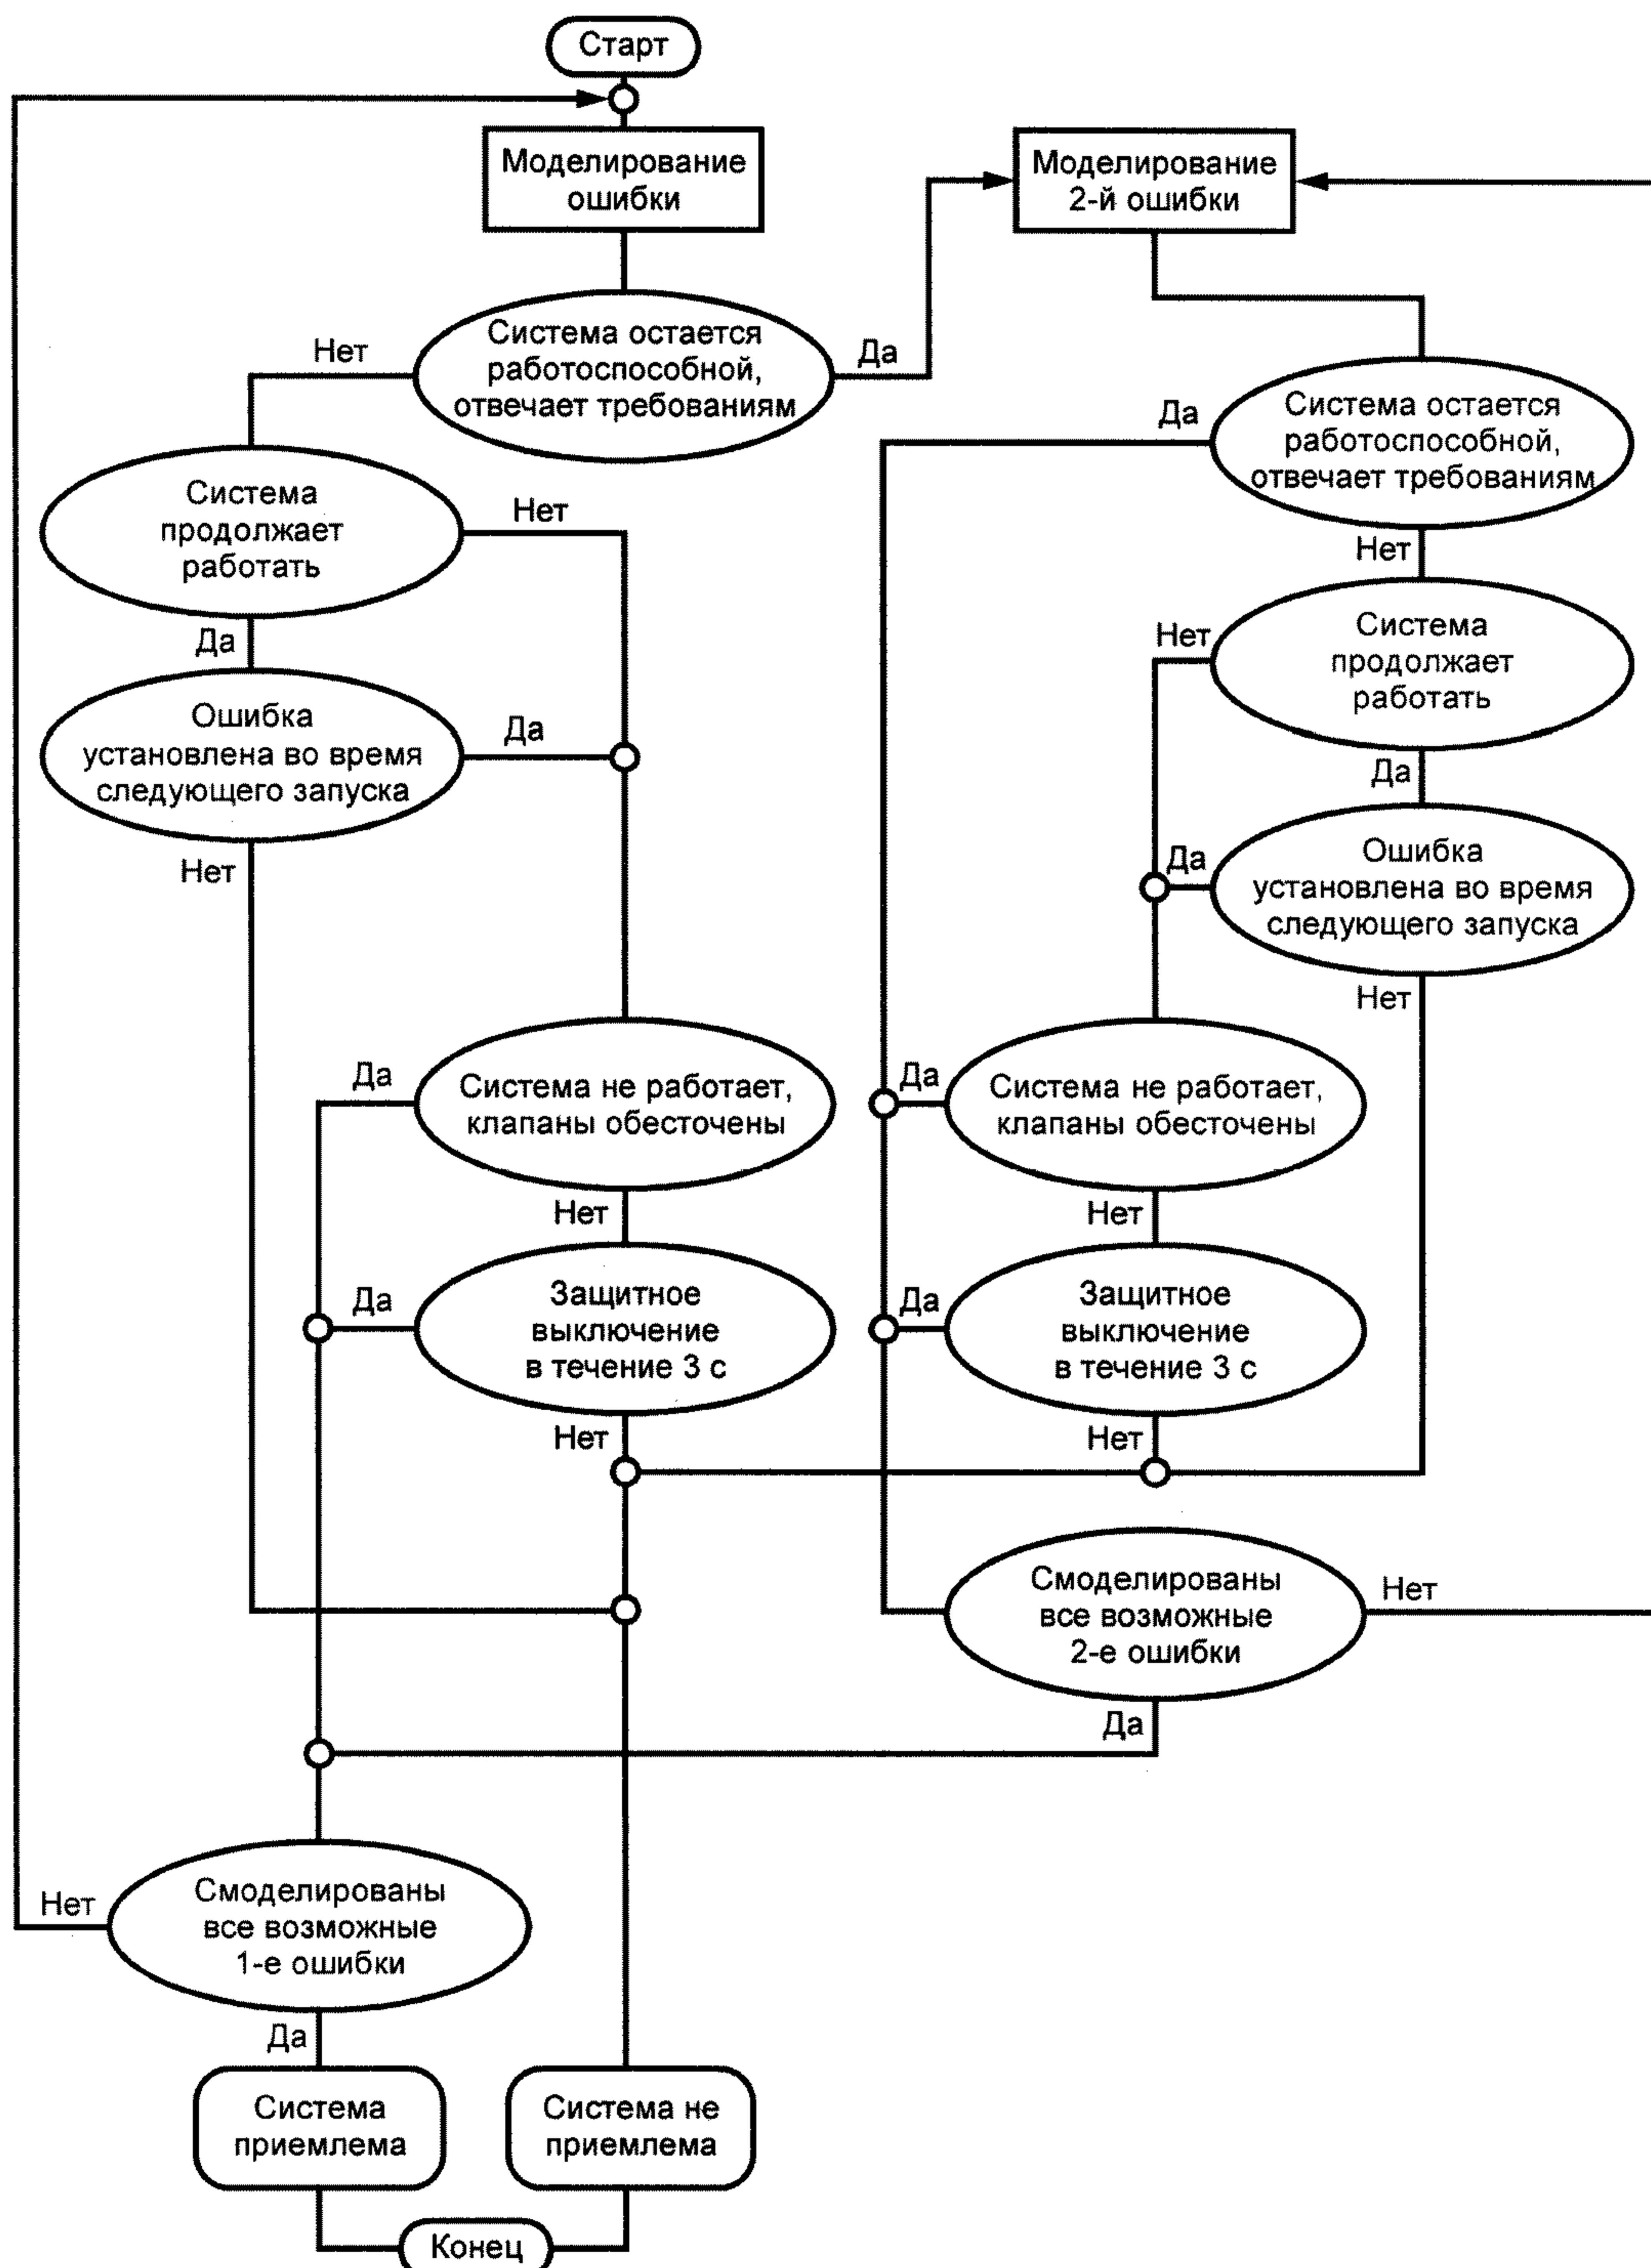 Старт
Моделирование
ошибки
Моделирование
2-й ошибки
Система остается
работоспособной,
отвечает требованиям
Нет
Да
Система остается
работоспособной,
отвечает требованиям
Да
Нет
Система
продолжает
работать
Нет
Да
Система
продолжает
работать
Нет
Да
Ошибка
установлена во время
следующего запуска
Да
Нет
Ошибка
установлена во время
следующего запуска
Да
Нет
Система не работает,
клапаны обесточены
Да
Нет
Система не работает,
клапаны обесточены
Да
Нет
Защитное
выключение
в течение 3 с
Да
Нет
Защитное
выключение
в течение 3 с
Да
Нет
Смоделированы
все возможные
2-е ошибки
Нет
Да
Смоделированы
все возможные
1-е ошибки
Нет
Да
Система
приемлема
Система не
приемлема
Конец